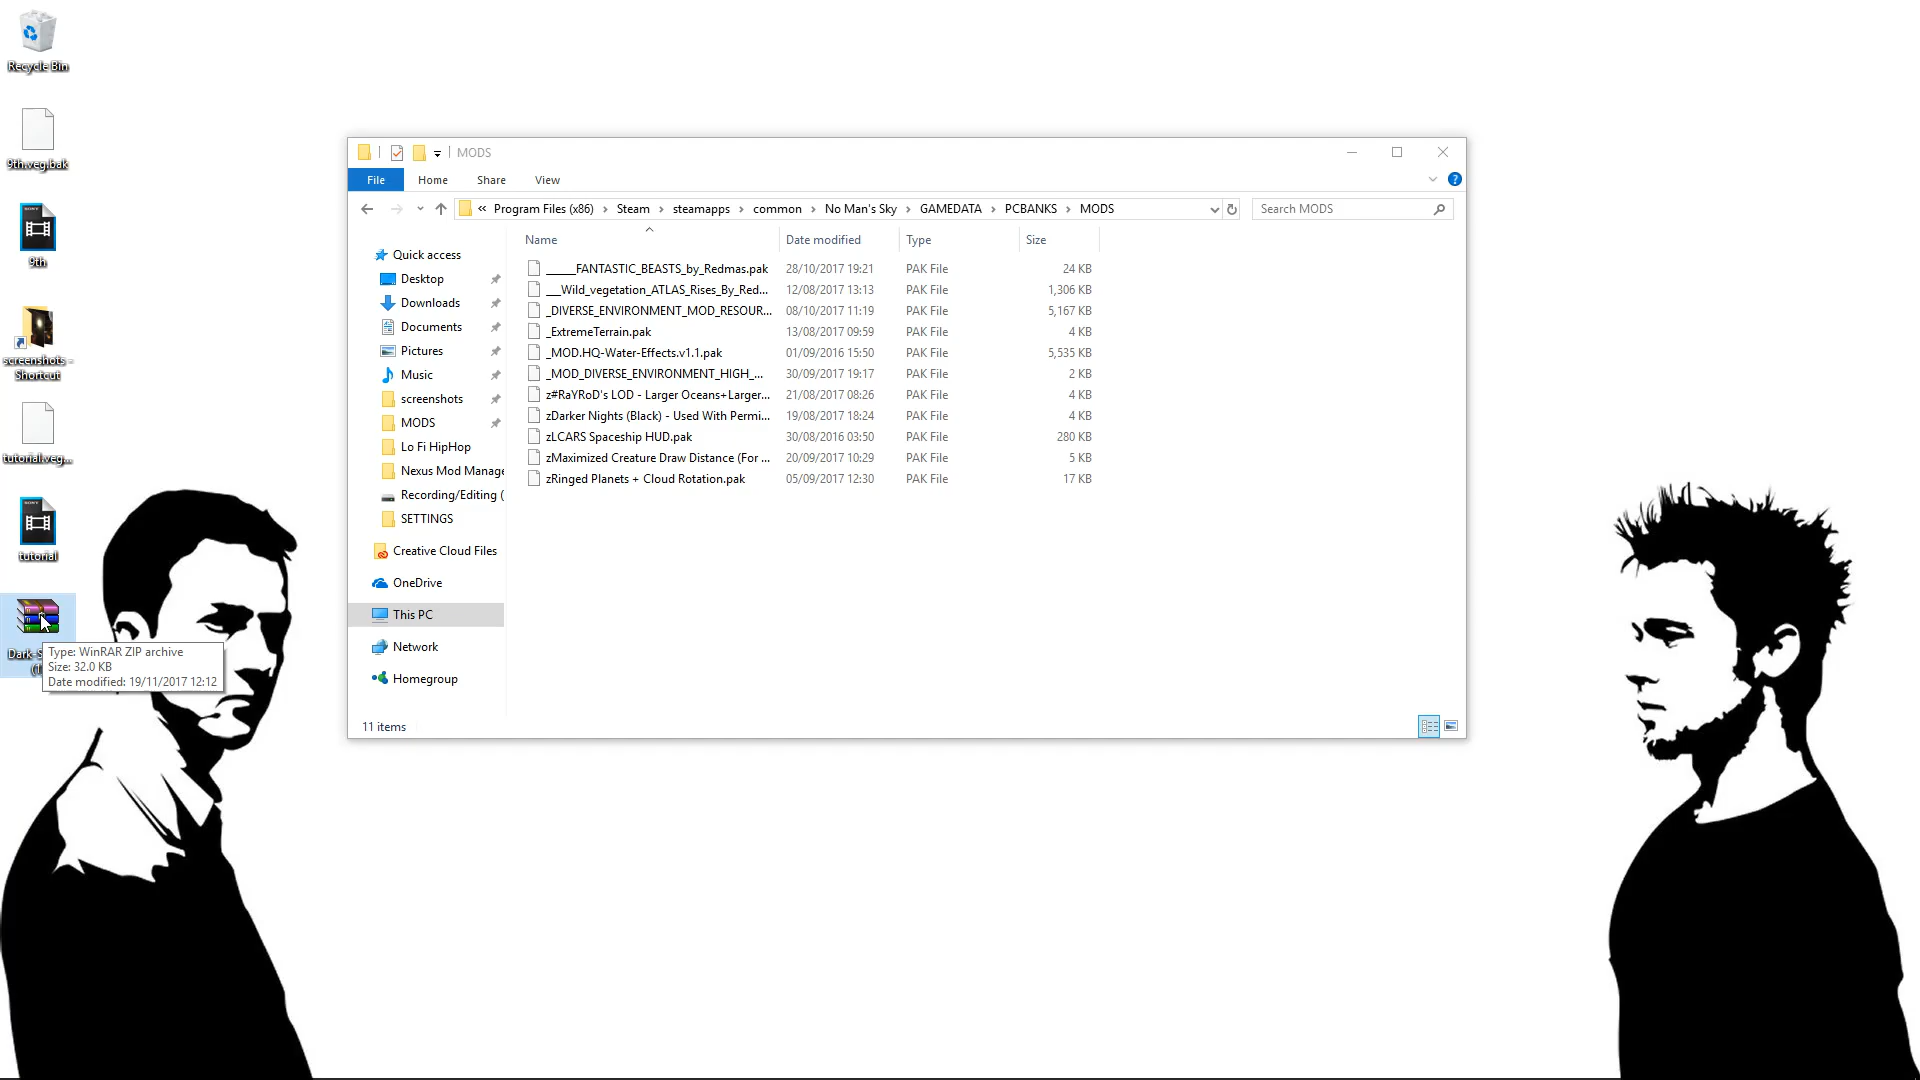 Recycle Bin
9th.veg.bak
9th
screenshots - Shortcut
tutorial.veg...
tutorial
Dark-S
(1
Type: WinRAR ZIP archive
Size: 32.0 KB
Date modified: 19/11/2017 12:12
MODS
File Home Share View
« Program Files (x86) › Steam › steamapps › common › No Man's Sky › GAMEDATA › PCBANKS › MODS
Search MODS
Quick access
Desktop
Downloads
Documents
Pictures
Music
screenshots
MODS
Lo Fi HipHop
Nexus Mod Manage
Recording/Editing (
SETTINGS
Creative Cloud Files
OneDrive
This PC
Network
Homegroup
Name Date modified Type Size
_____FANTASTIC_BEASTS_by_Redmas.pak 28/10/2017 19:21 PAK File 24 KB
___Wild_vegetation_ATLAS_Rises_By_Red... 12/08/2017 13:13 PAK File 1,306 KB
_DIVERSE_ENVIRONMENT_MOD_RESOUR... 08/10/2017 11:19 PAK File 5,167 KB
_ExtremeTerrain.pak 13/08/2017 09:59 PAK File 4 KB
_MOD.HQ-Water-Effects.v1.1.pak 01/09/2016 15:50 PAK File 5,535 KB
_MOD_DIVERSE_ENVIRONMENT_HIGH_... 30/09/2017 19:17 PAK File 2 KB
z#RaYRoD's LOD - Larger Oceans+Larger... 21/08/2017 08:26 PAK File 4 KB
zDarker Nights (Black) - Used With Permi... 19/08/2017 18:24 PAK File 4 KB
zLCARS Spaceship HUD.pak 30/08/2016 03:50 PAK File 280 KB
zMaximized Creature Draw Distance (For ... 20/09/2017 10:29 PAK File 5 KB
zRinged Planets + Cloud Rotation.pak 05/09/2017 12:30 PAK File 17 KB
11 items